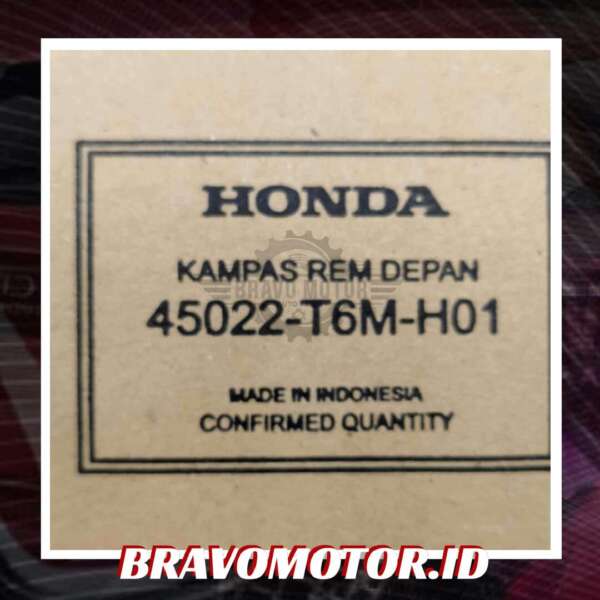 HONDA
KAMPAS REM DEPAN
BRAVO MOTOR
45022-T6M-H01
MADE IN INDONESIA
CONFIRMED QUANTITY
BRAVOMOTOR.ID